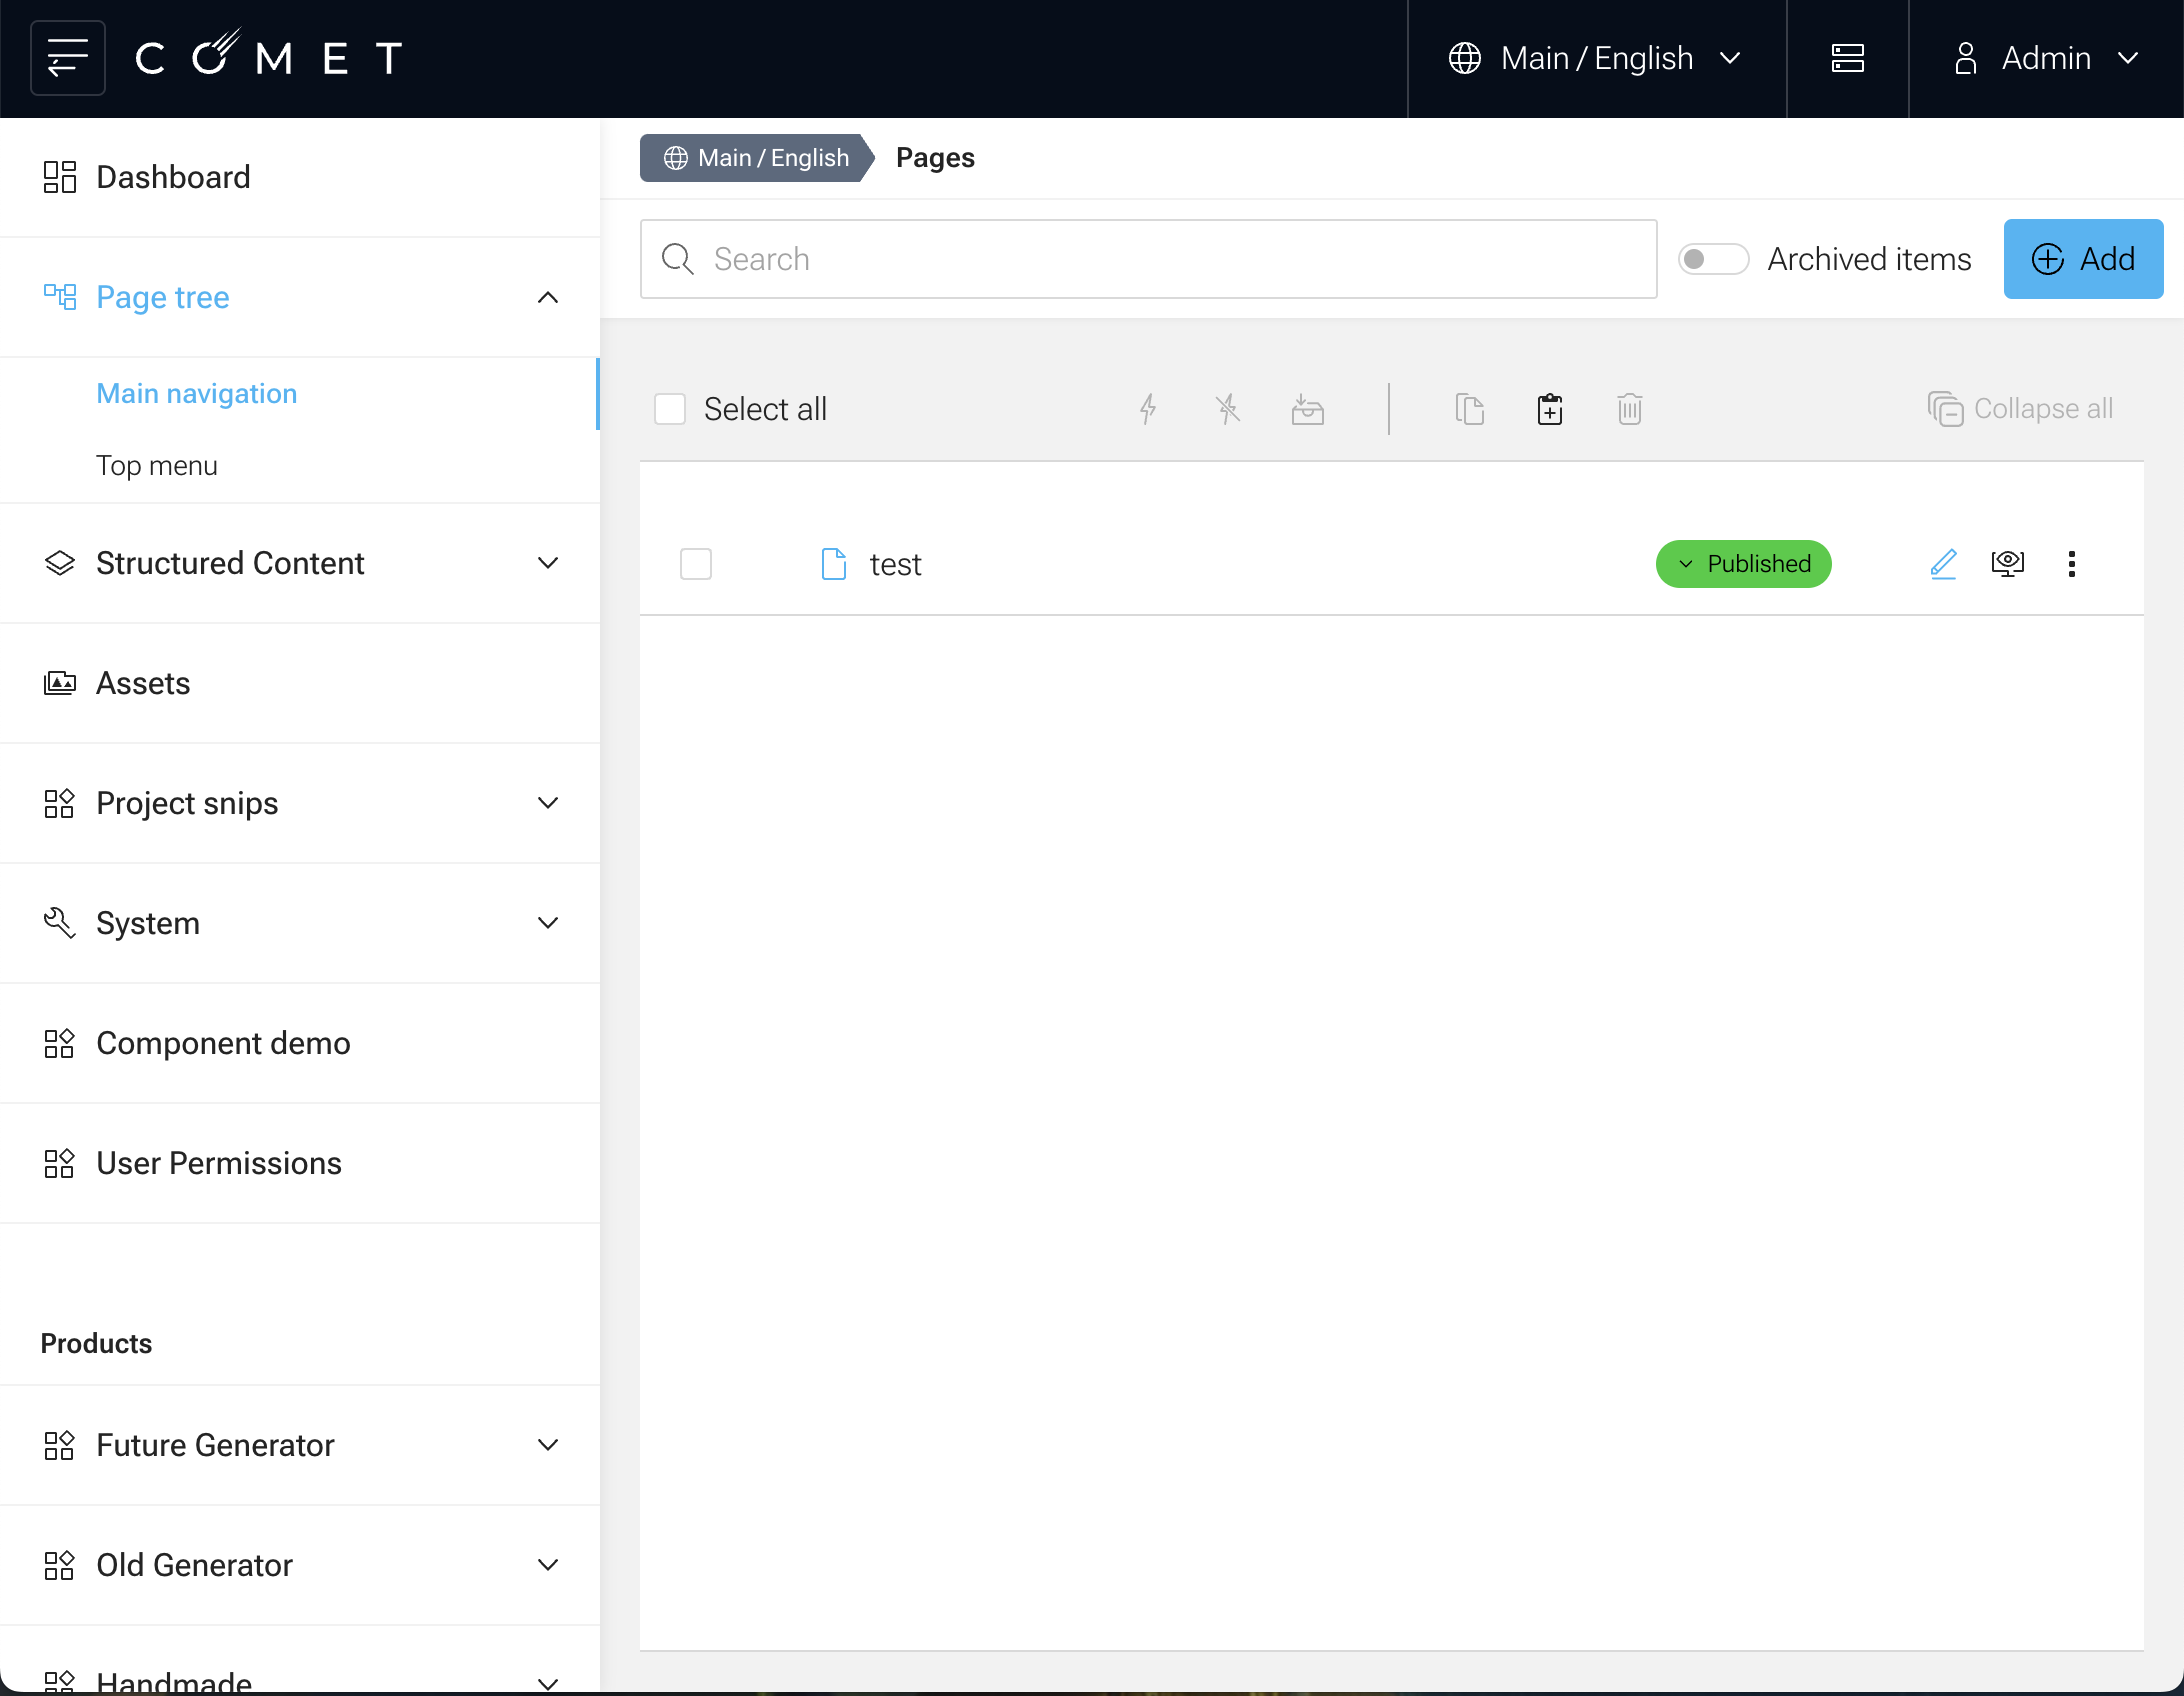 COMET
Main / English
Admin
Dashboard
Page tree
Main navigation
Top menu
Structured Content
Assets
Project snips
System
Component demo
User Permissions
Products
Future Generator
Old Generator
Handmade
Main / English
Pages
Search
Archived items
Add
Select all
Collapse all
test
Published